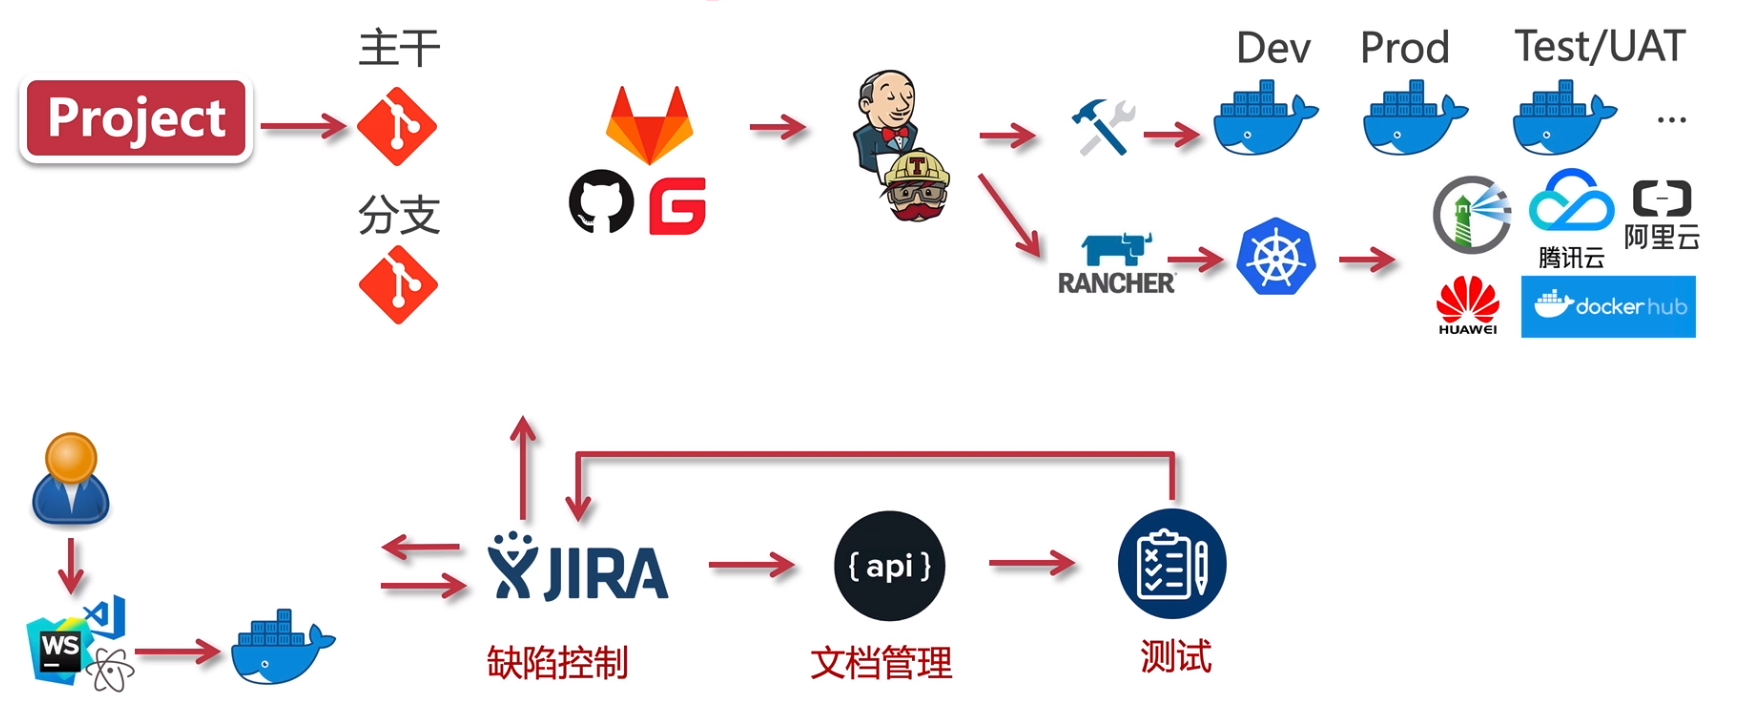 主干
Project
分支
Dev
Prod
Test/UAT
...
T
G
RANCHER
腾讯云
阿里云
HUAWEI
docker hub
WS
JIRA
{ api }
缺陷控制
文档管理
测试